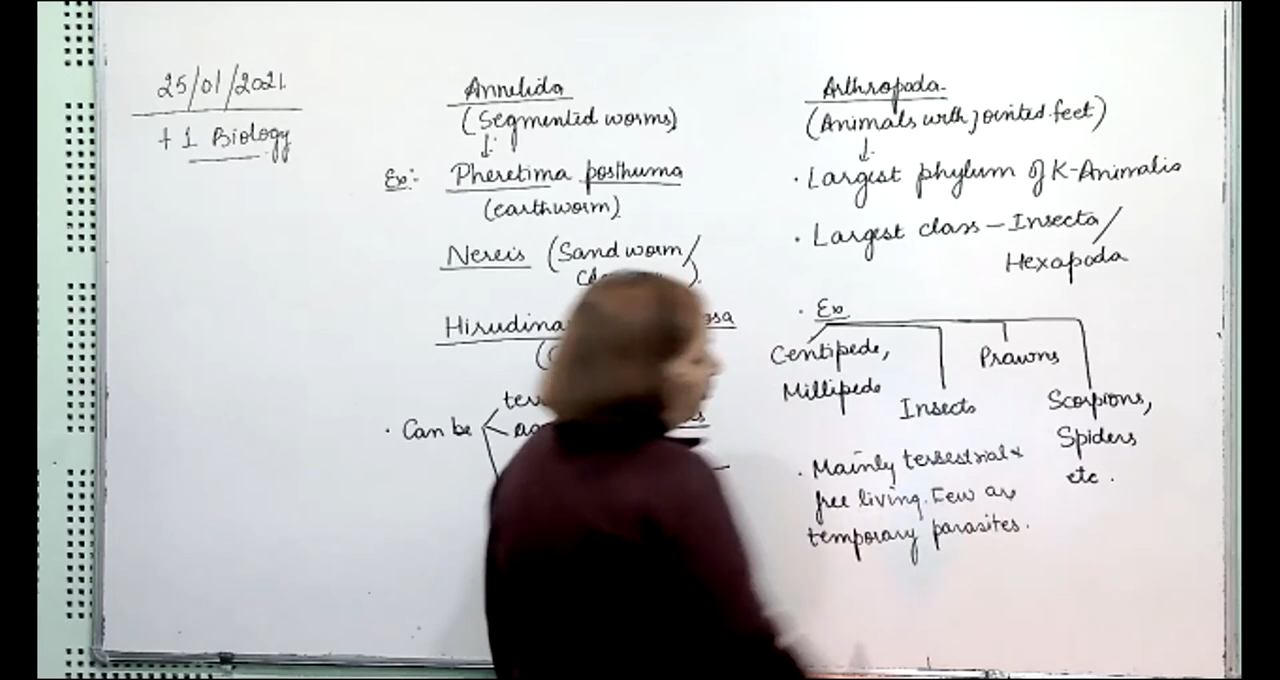 25/01/2021
+1 Biology
Annelida
(Segmented worms)
Ex:- Pheretima posthuma
(earthworm)
Nereis (Sand worm/
Hirudina
Can be
Arthropoda
(Animals with jointed feet)
· Largest phylum of K-Animalia
· Largest class – Insecta/
Hexapoda
· Ex
Centipede,
Millipede
Insects
Prawns
Scorpions,
Spiders
etc.
· Mainly terrestrial &
free living. Few are
temporary parasites.